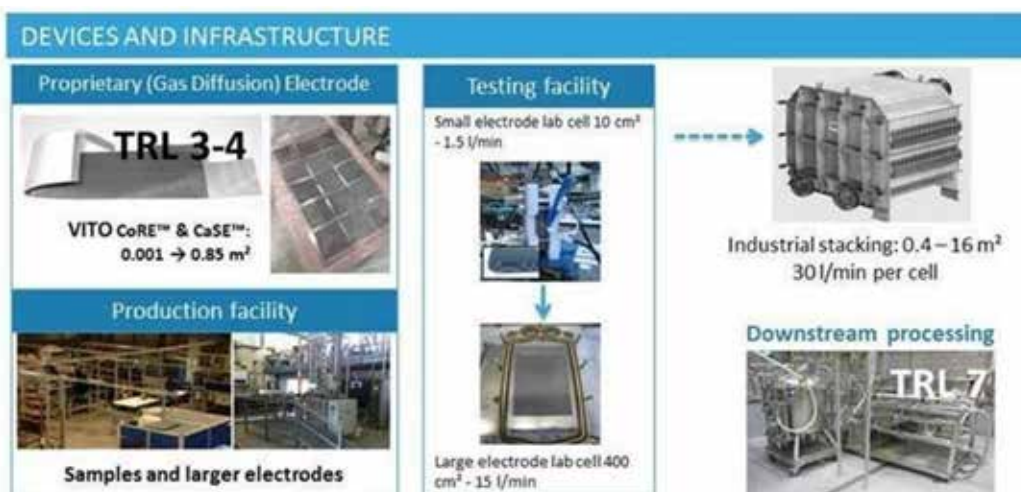 DEVICES AND INFRASTRUCTURE
Proprietary (Gas Diffusion) Electrode
TRL 3-4
VITO CoRE™ & CaSE™:
0.001 → 0.85 m²
Production facility
Samples and larger electrodes
Testing facility
Small electrode lab cell 10 cm²
- 1.5 l/min
Large electrode lab cell 400
cm² - 15 l/min
Industrial stacking: 0.4 – 16 m²
30 l/min per cell
Downstream processing
TRL 7